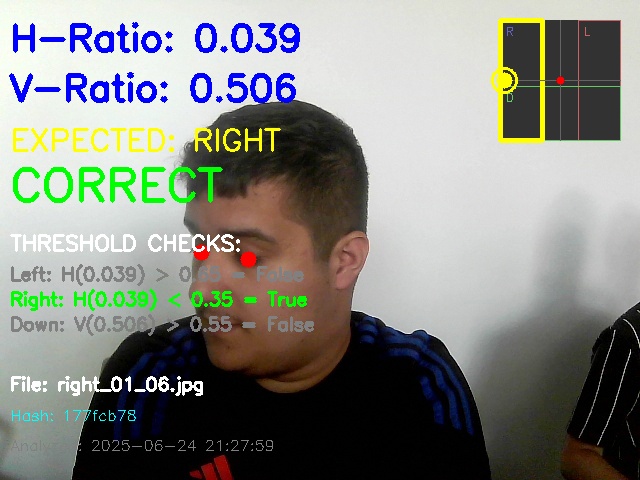 H-Ratio: 0.039
V-Ratio: 0.506
EXPECTED: RIGHT
CORRECT
THRESHOLD CHECKS:
Left: H(0.039) > 0.65 = False
Right: H(0.039) < 0.35 = True
Down: V(0.506) > 0.55 = False
File: right_01_06.jpg
Hash: 177fcb78
2025-06-24 21:27:59
R
L
D